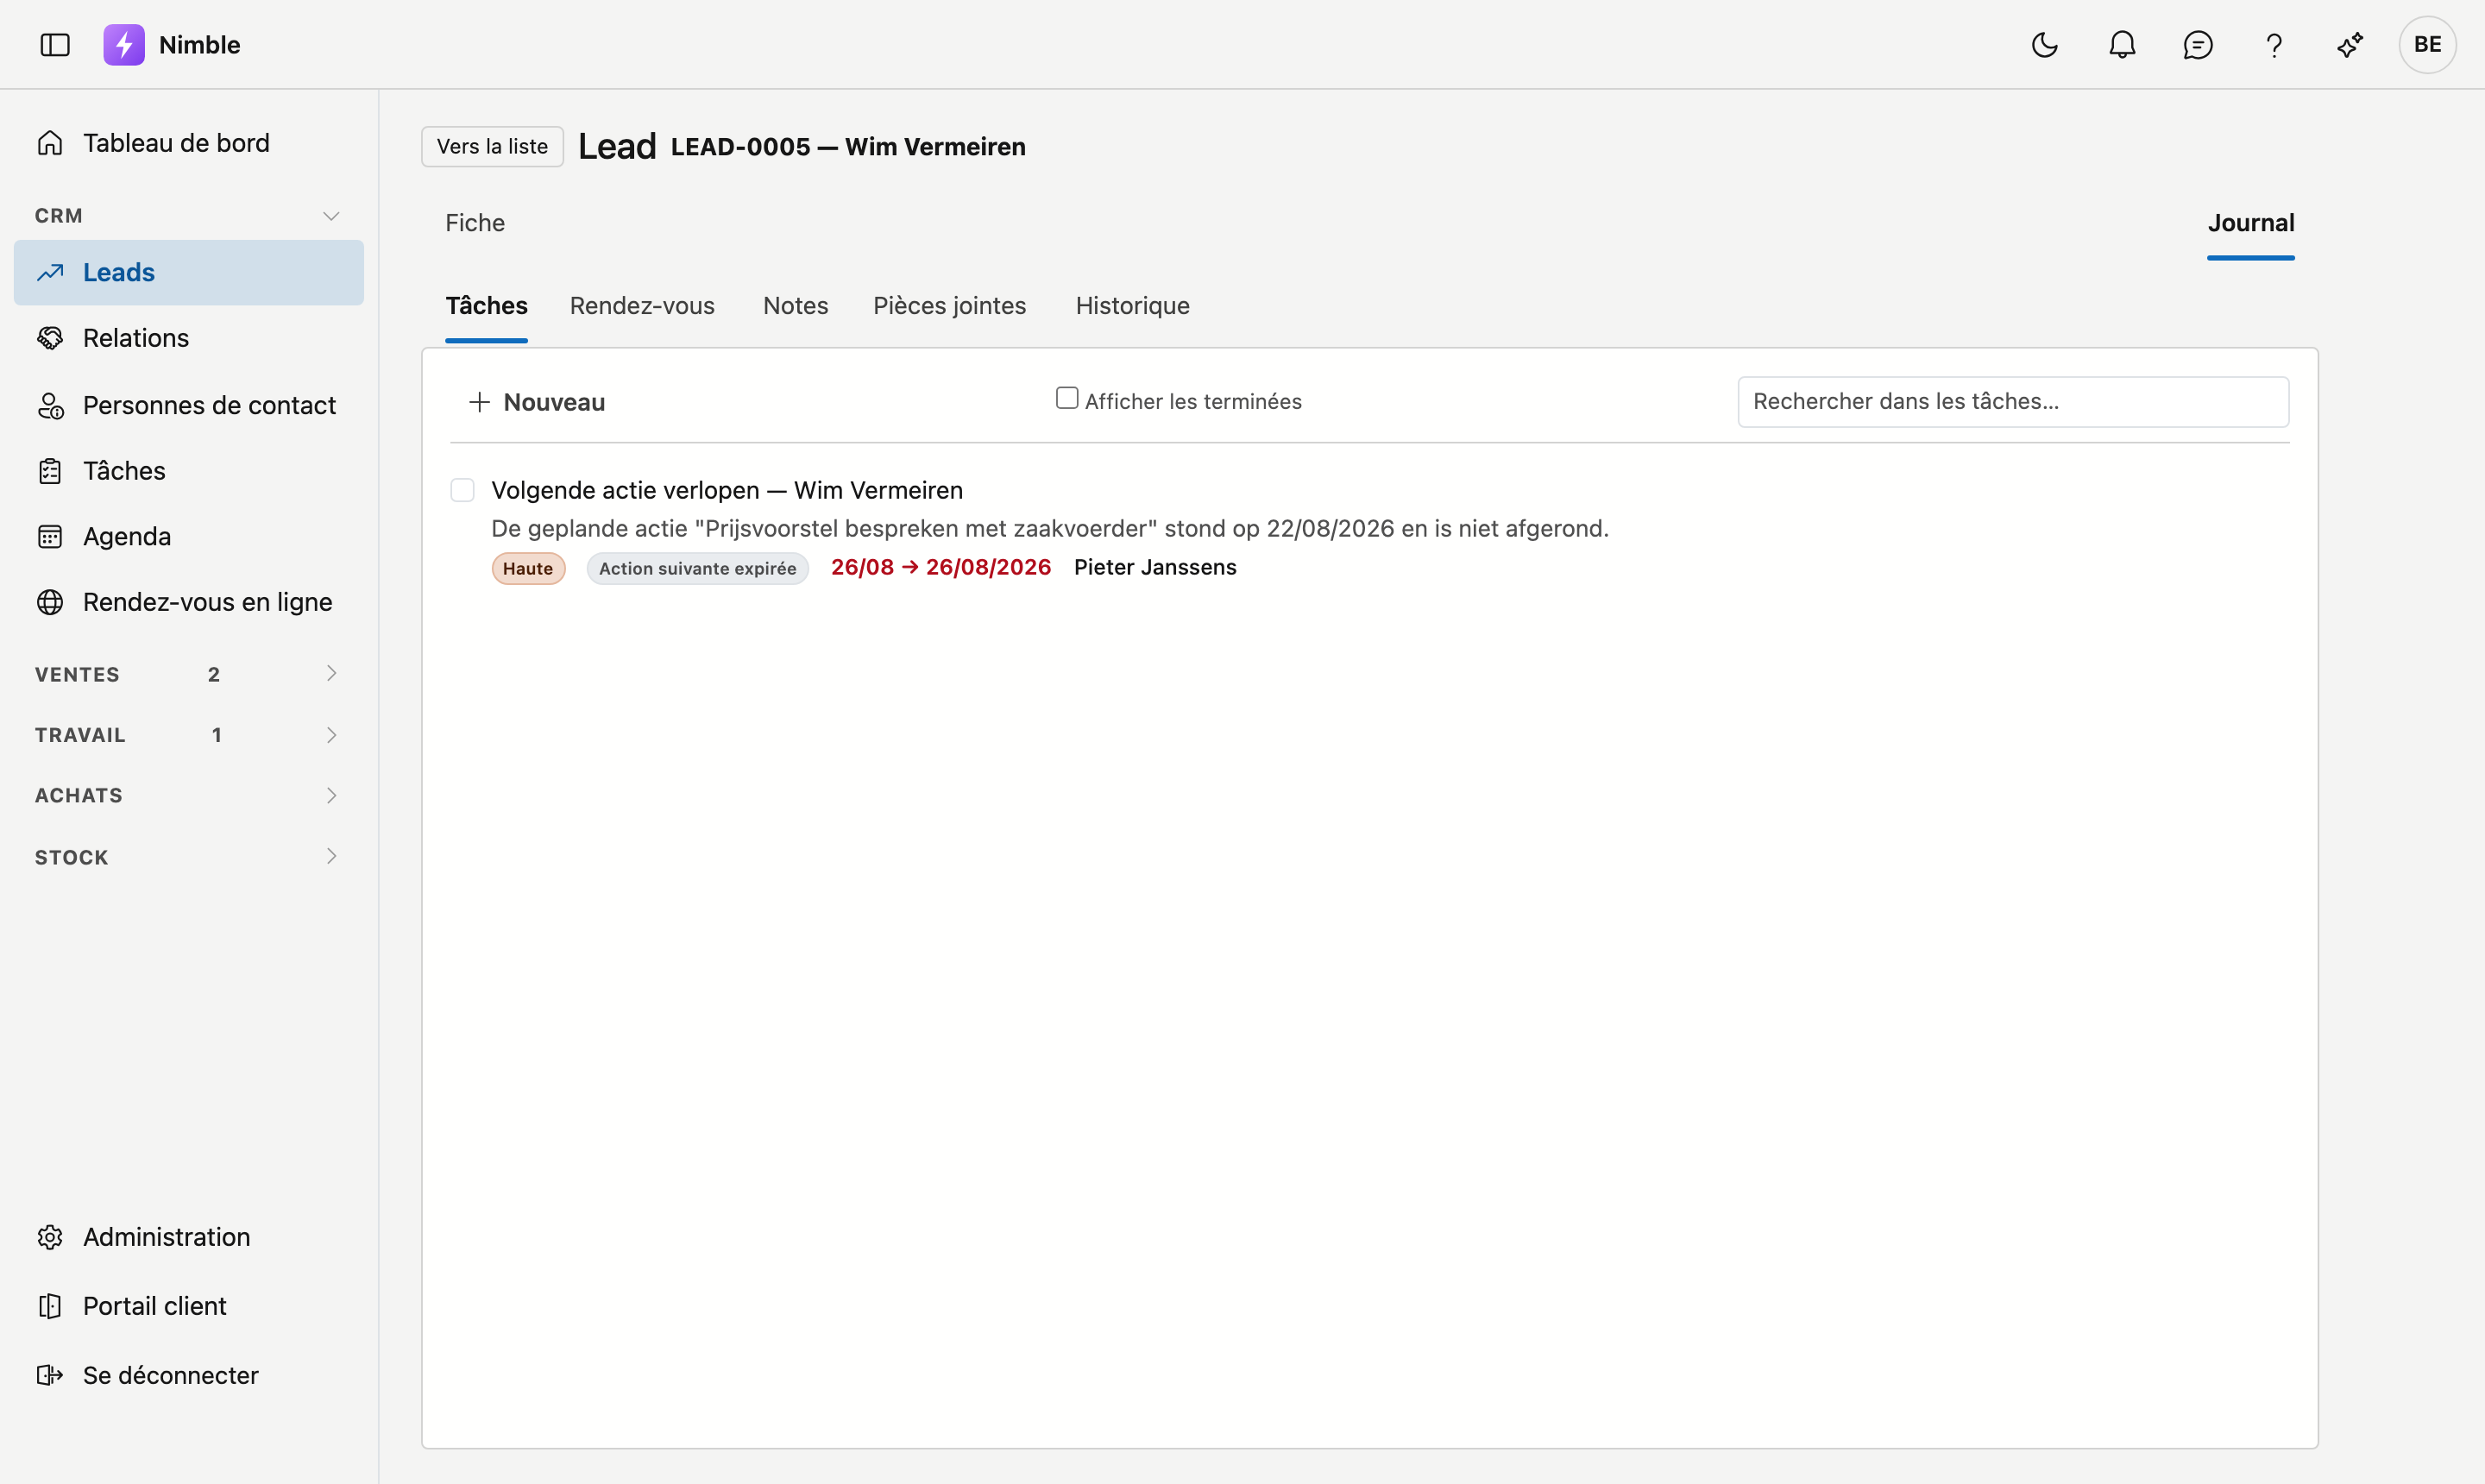 Nimble
BE
Tableau de bord
CRM
Leads
Relations
Personnes de contact
Tâches
Agenda
Rendez-vous en ligne
VENTES 2
TRAVAIL 1
ACHATS
STOCK
Administration
Portail client
Se déconnecter
Vers la liste Lead LEAD-0005 — Wim Vermeiren
Fiche Journal
Tâches Rendez-vous Notes Pièces jointes Historique
Nouveau Afficher les terminées Rechercher dans les tâches...
Volgende actie verlopen — Wim Vermeiren
De geplande actie "Prijsvoorstel bespreken met zaakvoerder" stond op 22/08/2026 en is niet afgerond.
Haute Action suivante expirée 26/08 → 26/08/2026 Pieter Janssens